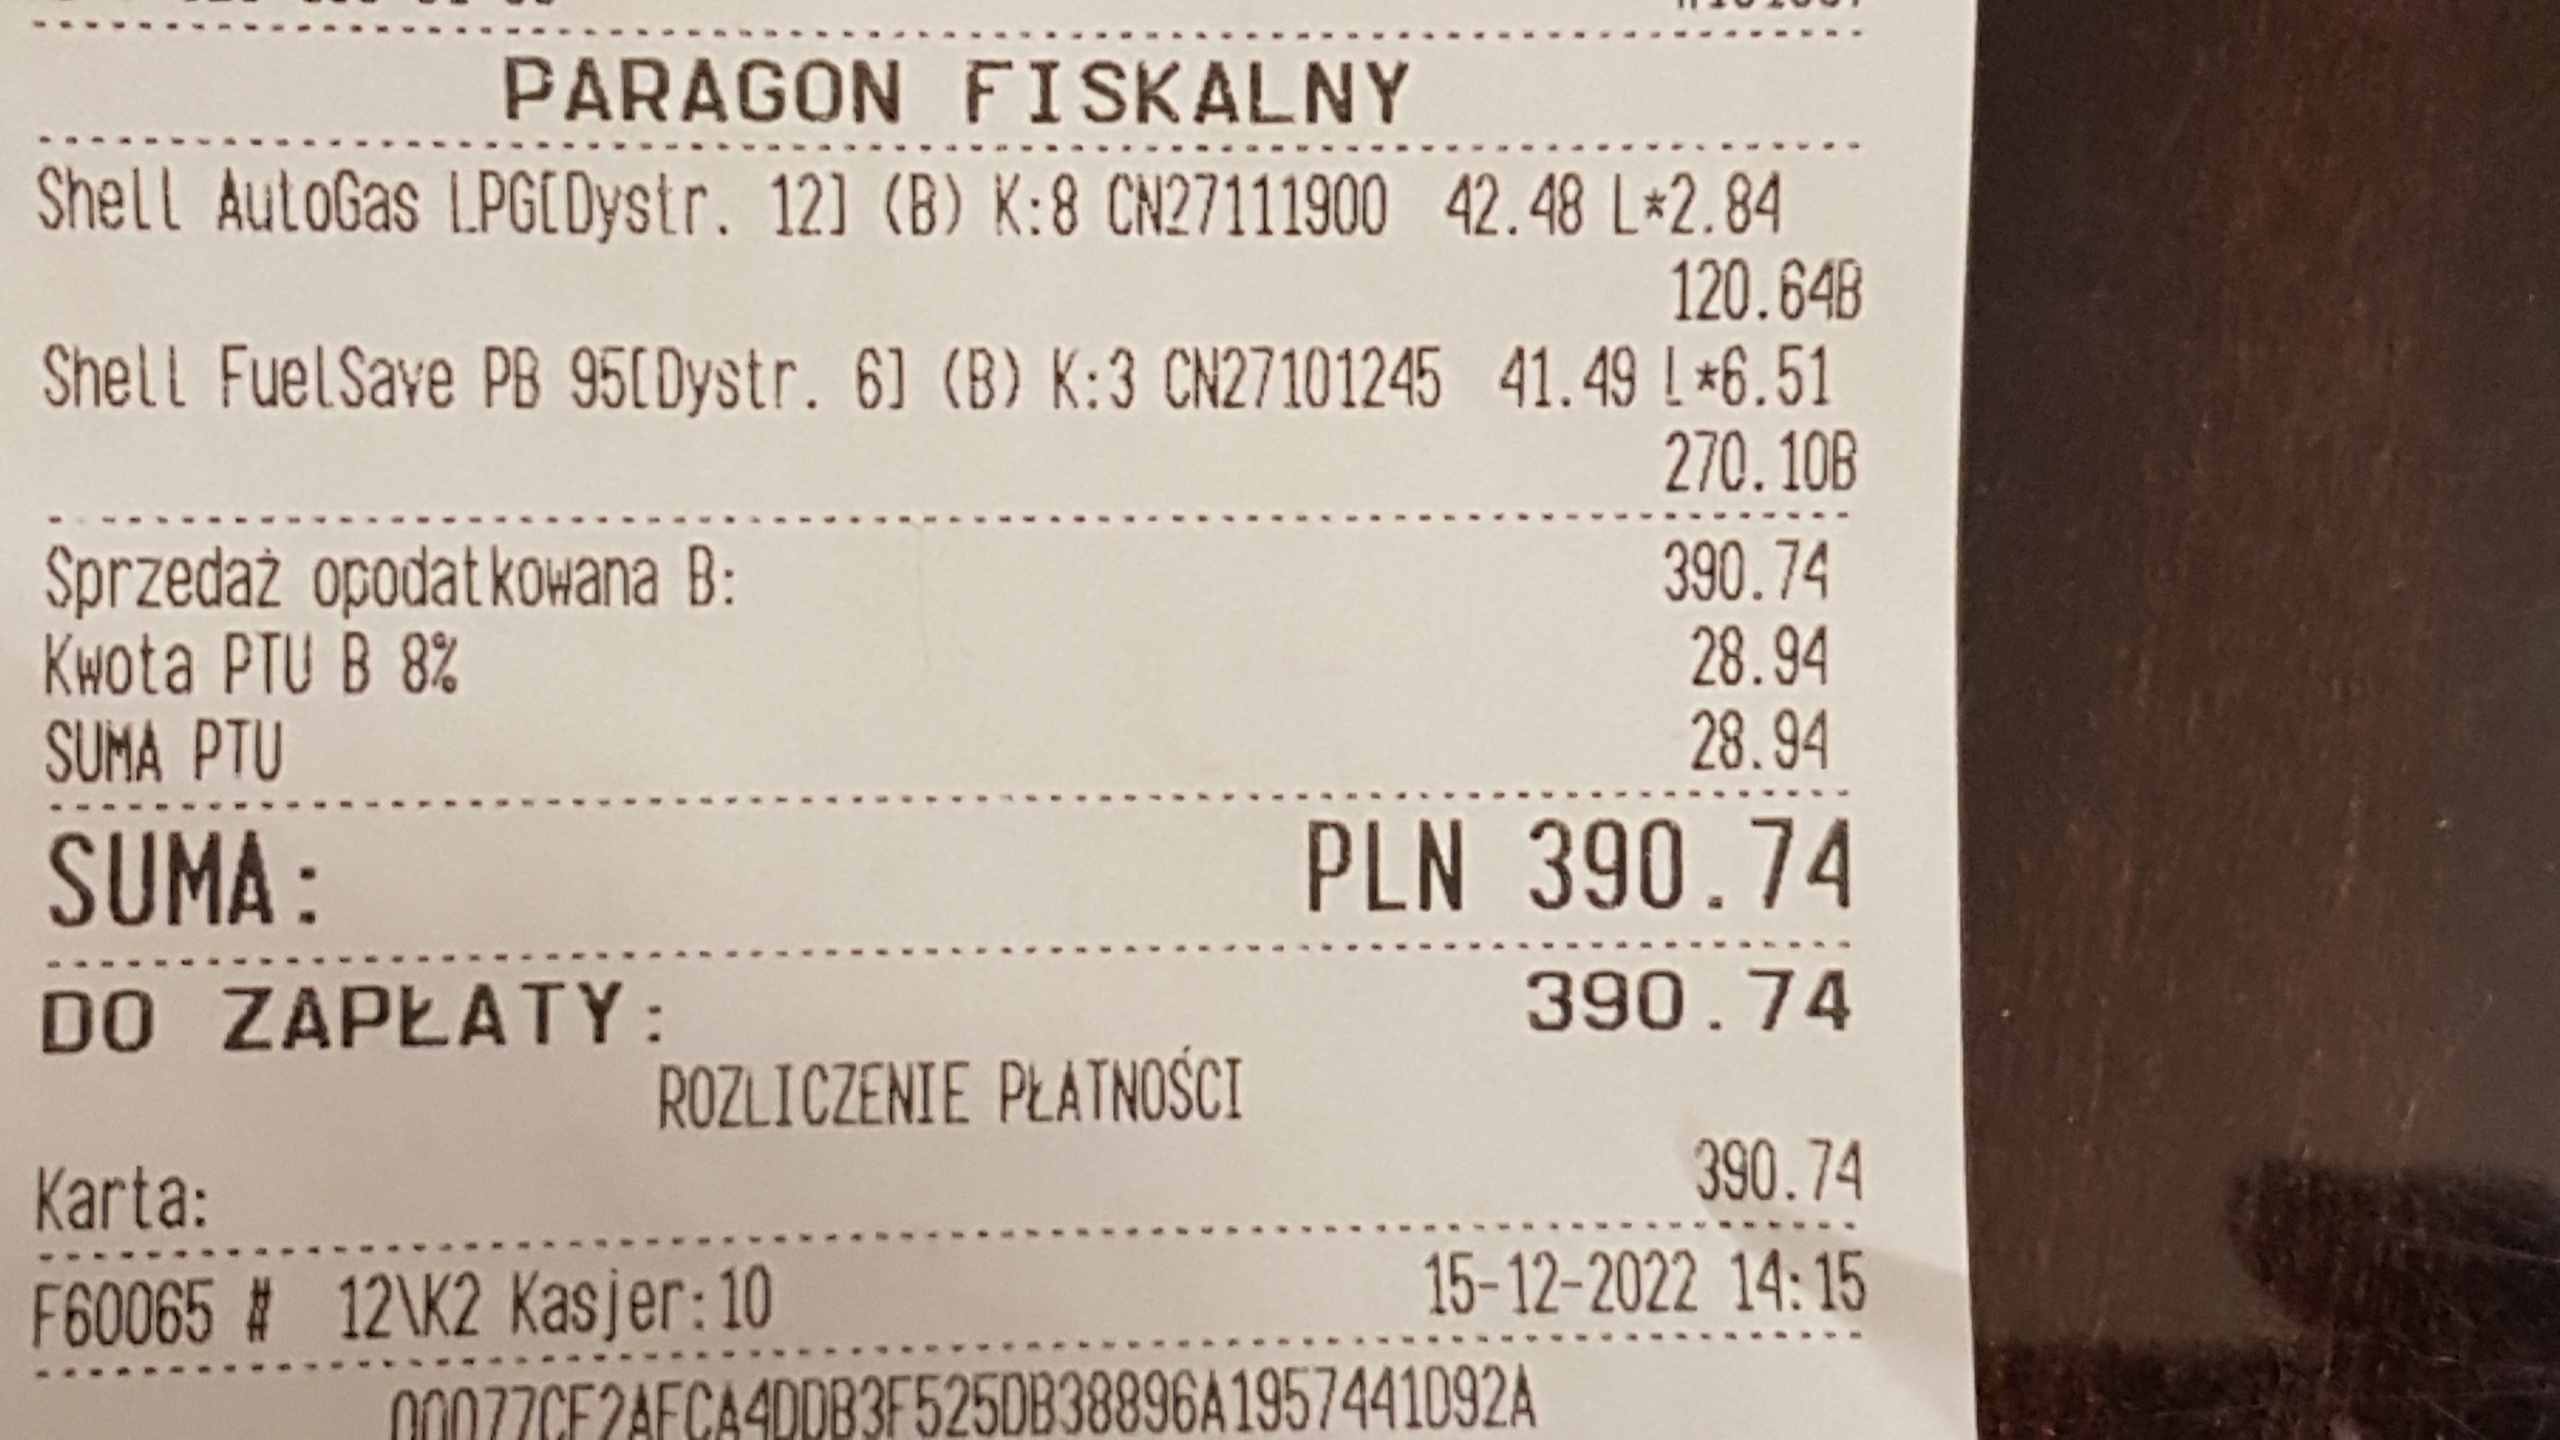 PARAGON FISKALNY
Shell AutoGas LPG[Dystr. 12] (B) K:8 CN27111900 42.48 L*2.84
120.64B
Shell FuelSave PB 95[Dystr. 6] (B) K:3 CN27101245 41.49 L*6.51
270.10B
Sprzedaż opodatkowana B: 390.74
Kwota PTU B 8% 28.94
SUMA PTU 28.94
SUMA: PLN 390.74
DO ZAPŁATY: 390.74
ROZLICZENIE PŁATNOŚCI
Karta: 390.74
F60065 # 12\K2 Kasjer:10 15-12-2022 14:15
00077CF2AFCA4DDB3F525DB38896A1957441D92A